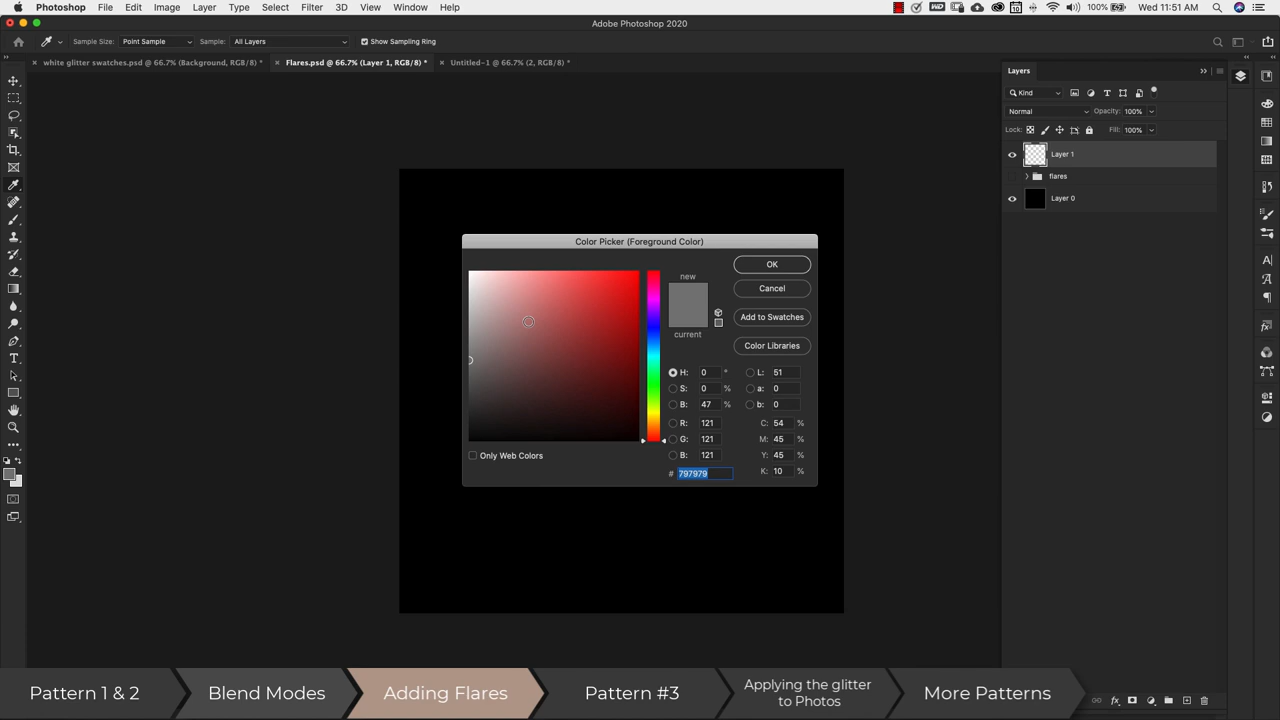 Photoshop File Edit Image Layer Type Select Filter 3D View Window Help 100% Wed 11:51 AM
Adobe Photoshop 2020
Sample Size: Point Sample Sample: All Layers Show Sampling Ring
white glitter swatches.psd @ 66.7% (Background, RGB/8) * Flares.psd @ 66.7% (Layer 1, RGB/8) * Untitled-1 @ 66.7% (2, RGB/8) *
Layers
Kind
Normal Opacity: 100%
Lock: Fill: 100%
Layer 1
flares
Layer 0
Color Picker (Foreground Color)
new
current
OK
Cancel
Add to Swatches
Color Libraries
H: 0 ° L: 51
S: 0 % a: 0
B: 47 % b: 0
R: 121 C: 54 %
G: 121 M: 45 %
B: 121 Y: 45 %
# 797979 K: 10 %
Only Web Colors
Pattern 1 & 2
Blend Modes
Adding Flares
Pattern #3
Applying the glitter
to Photos
More Patterns